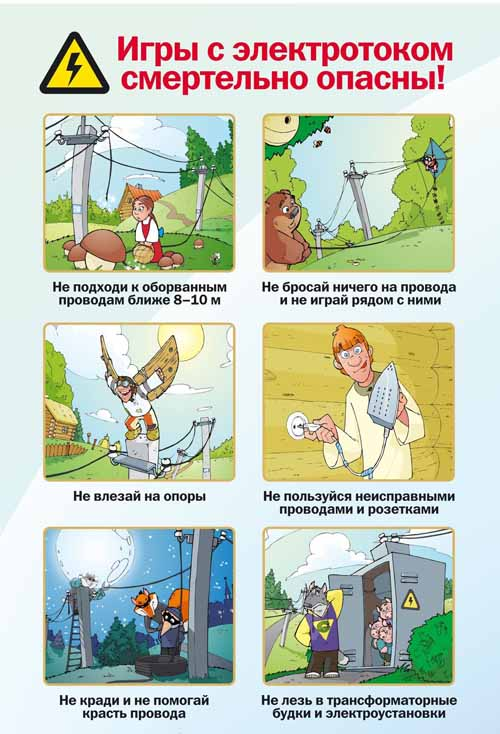 Игры с электротоком
смертельно опасны!
Не подходи к оборванным
проводам ближе 8–10 м
Не бросай ничего на провода
и не играй рядом с ними
Не влезай на опоры
Не пользуйся неисправными
проводами и розетками
Не кради и не помогай
красть провода
Не лезь в трансформаторные
будки и электроустановки